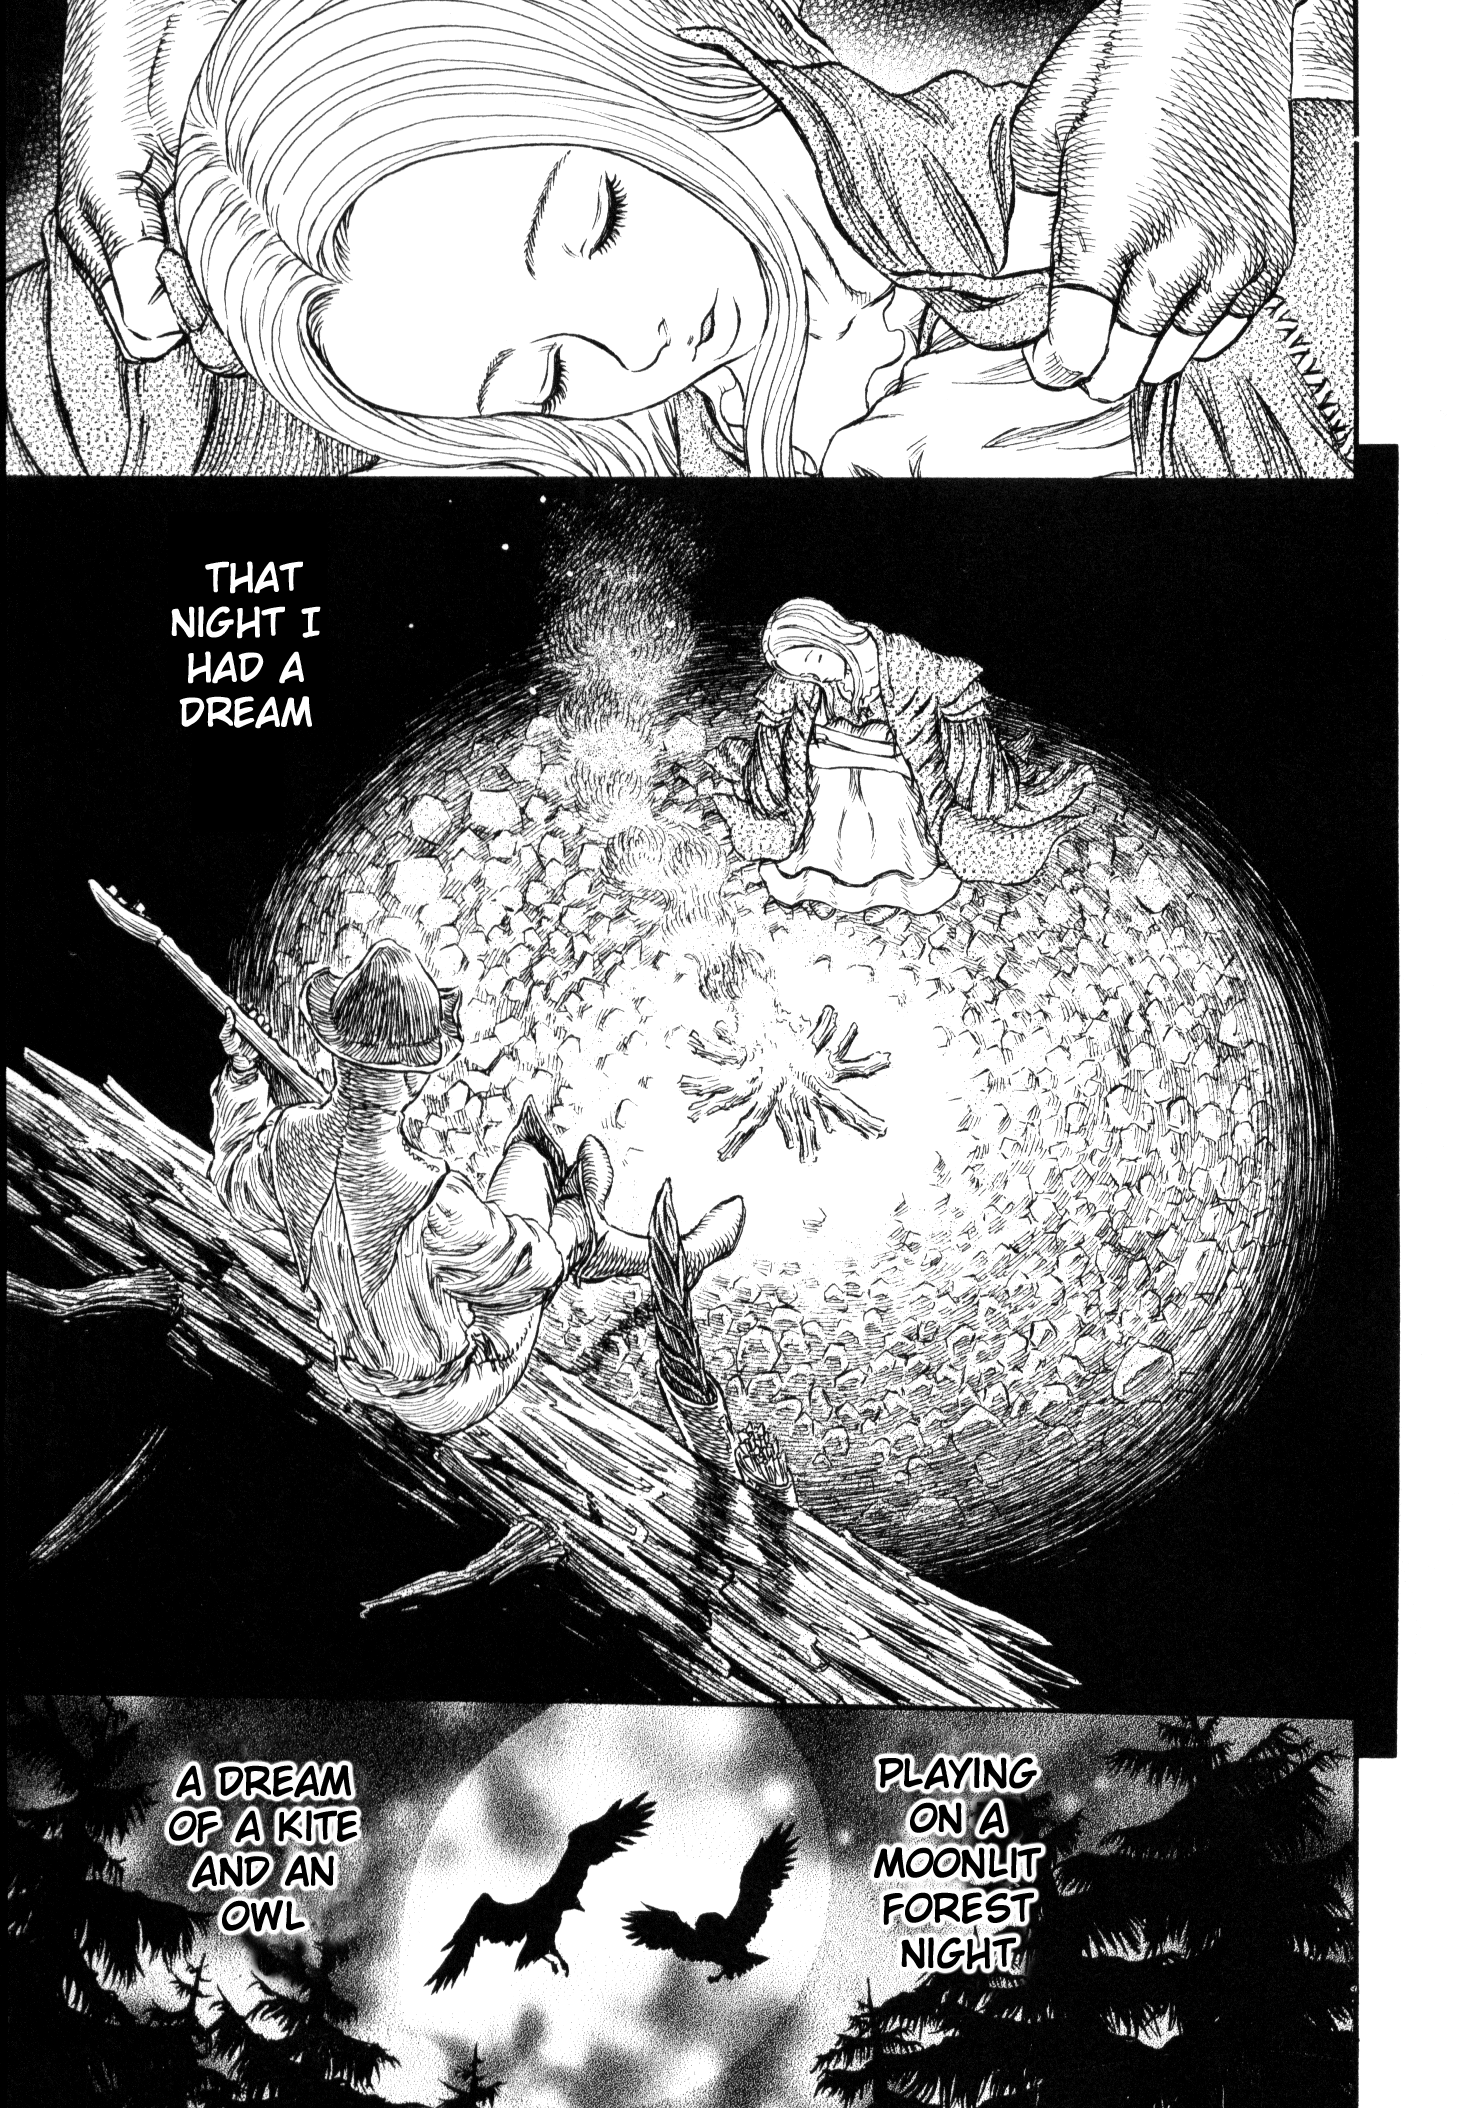 THAT
NIGHT I
HAD A
DREAM
PLAYING
ON A
MOONLIT
FOREST
NIGHT
A DREAM
OF A KITE
AND AN
OWL